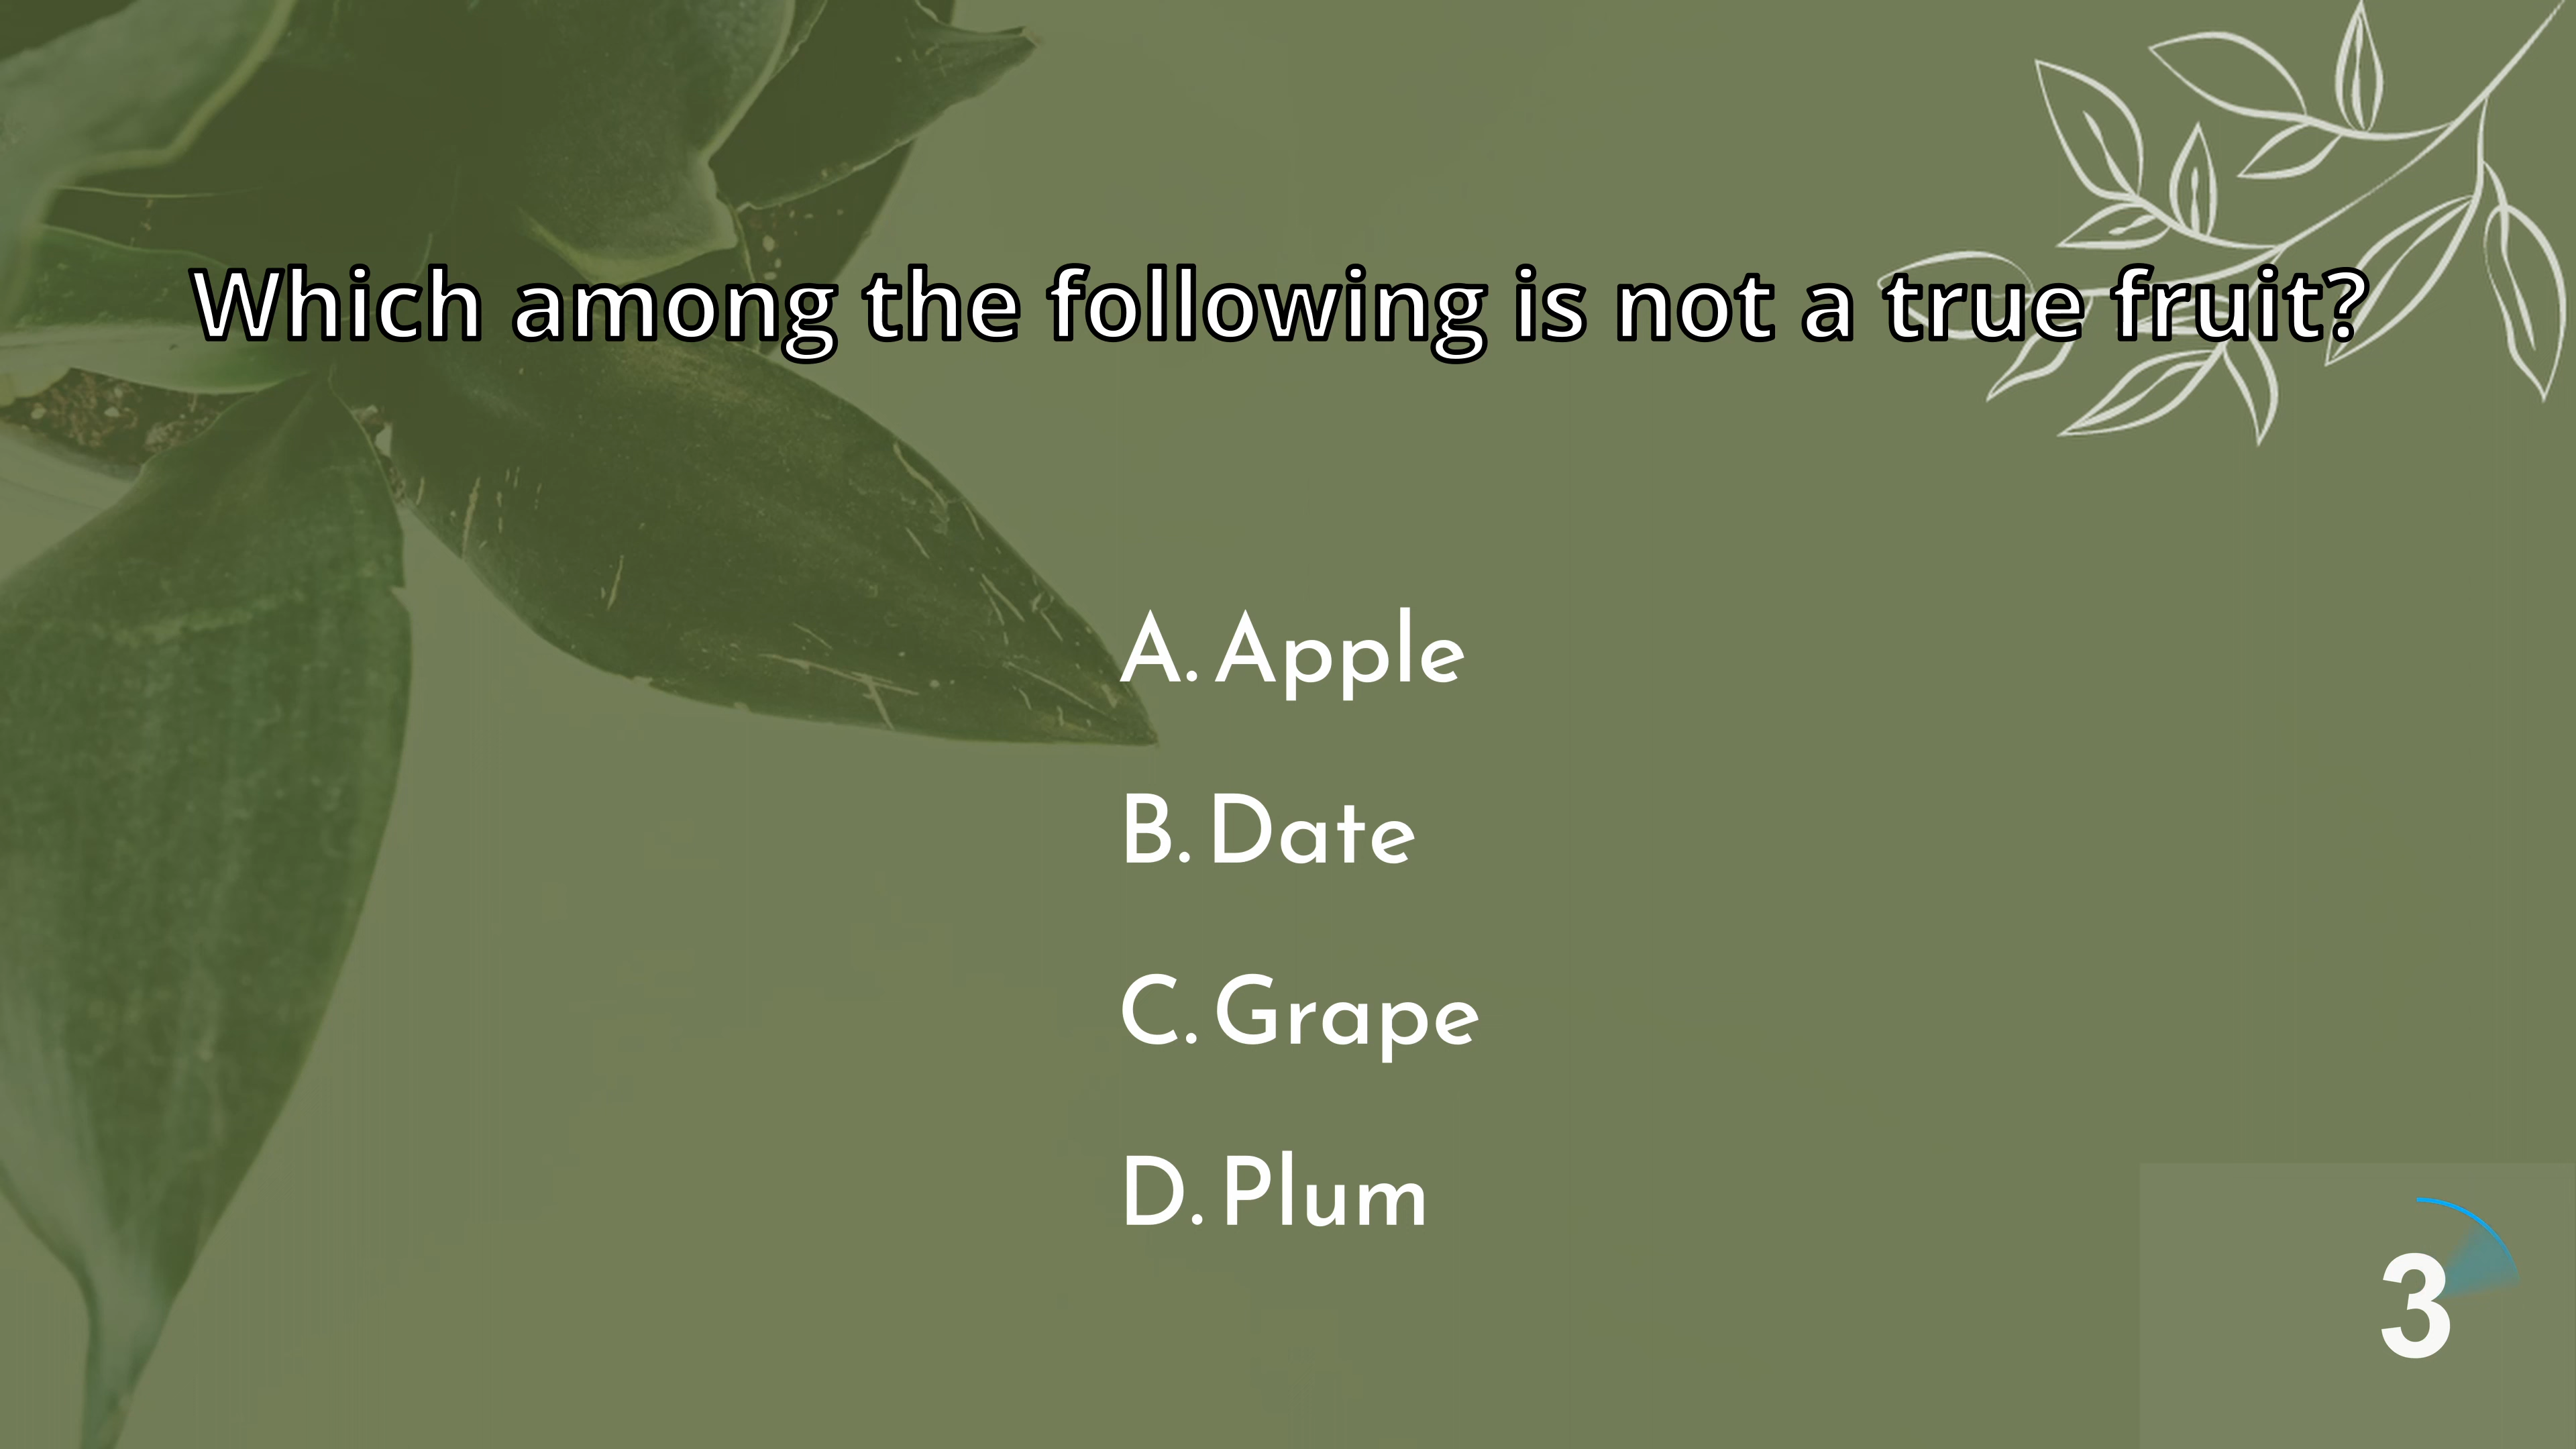 Which among the following is not a true fruit?
A. Apple
B. Date
C. Grape
D. Plum
3